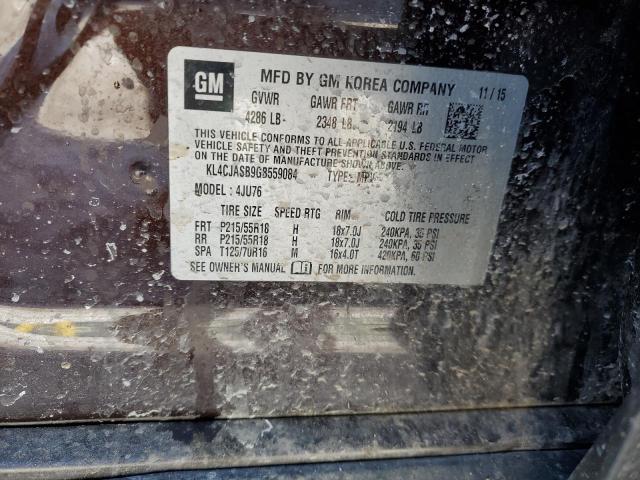 GM MFD BY GM KOREA COMPANY 11/15
GVWR GAWR FRT GAWR RR
4286 LB 2348 LB 2194 LB
THIS VEHICLE CONFORMS TO ALL APPLICABLE U.S. FEDERAL MOTOR
VEHICLE SAFETY AND THEFT PREVENTION STANDARDS IN EFFECT
ON THE DATE OF MANUFACTURE SHOWN ABOVE.
KL4CJASB9GB559084 TYPE: MPV
MODEL: 4JU76
TIRE SIZE SPEED RTG RIM COLD TIRE PRESSURE
FRT P215/55R18 H 18x7.0J 240KPA, 35 PSI
RR P215/55R18 H 18x7.0J 240KPA, 35 PSI
SPA T125/70R16 M 16x4.0T 420KPA, 60 PSI
SEE OWNER'S MANUAL FOR MORE INFORMATION.